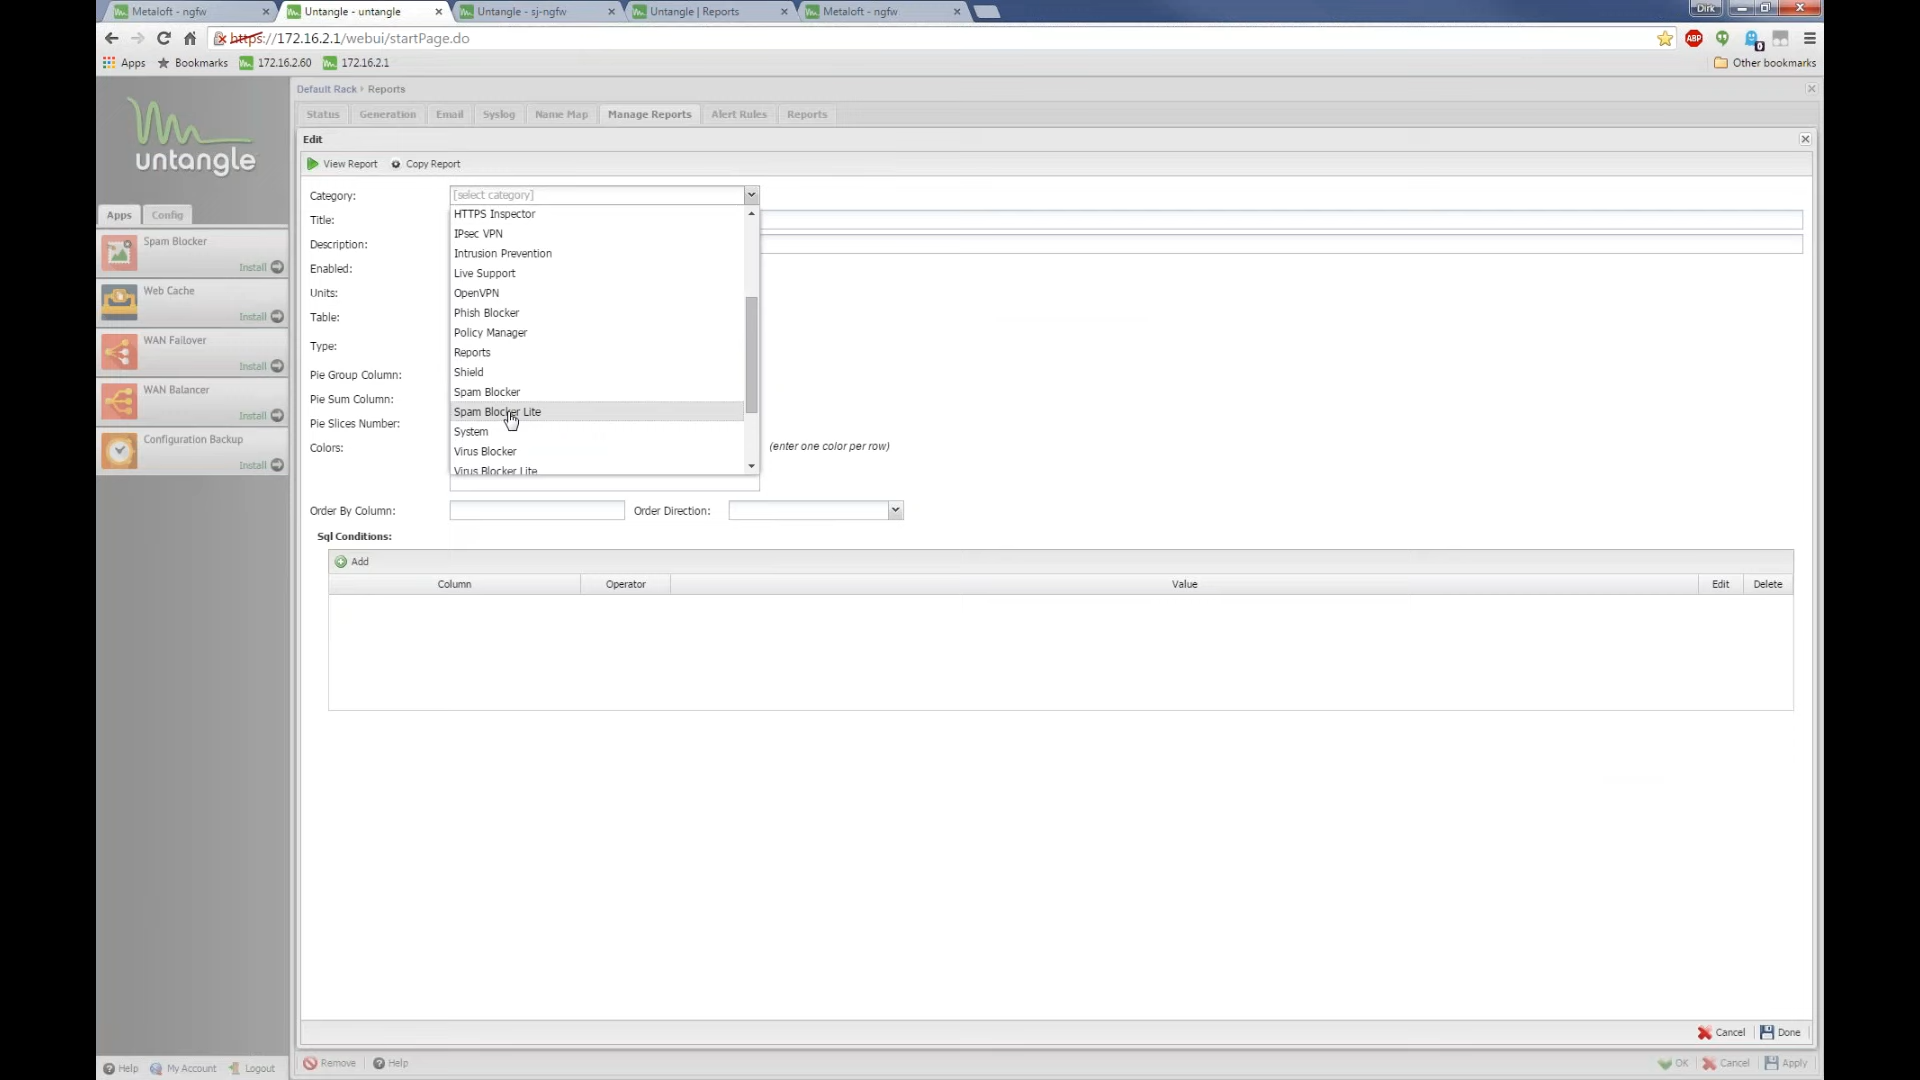 Metaloft - ngfw
Untangle - untangle
Untangle - sj-ngfw
Untangle | Reports
Metaloft - ngfw
Dirk
https://172.16.2.1/webui/startPage.do
ABP
0
Apps
Bookmarks
172.16.2.60
172.16.2.1
Other bookmarks
untangle
Default Rack
Reports
Status
Generation
Email
Syslog
Name Map
Manage Reports
Alert Rules
Reports
Edit
View Report
Copy Report
Apps
Config
Spam Blocker
Install
Web Cache
Install
WAN Failover
Install
WAN Balancer
Install
Configuration Backup
Install
Category:
[select category]
Title:
Description:
Enabled:
Units:
Table:
Type:
Pie Group Column:
Pie Sum Column:
Pie Slices Number:
Colors:
HTTPS Inspector
IPsec VPN
Intrusion Prevention
Live Support
OpenVPN
Phish Blocker
Policy Manager
Reports
Shield
Spam Blocker
Spam Blocker Lite
System
Virus Blocker
Virus Blocker Lite
(enter one color per row)
Order By Column:
Order Direction:
Sql Conditions:
Add
Column
Operator
Value
Edit
Delete
Cancel
Done
Help
My Account
Logout
Remove
Help
OK
Cancel
Apply